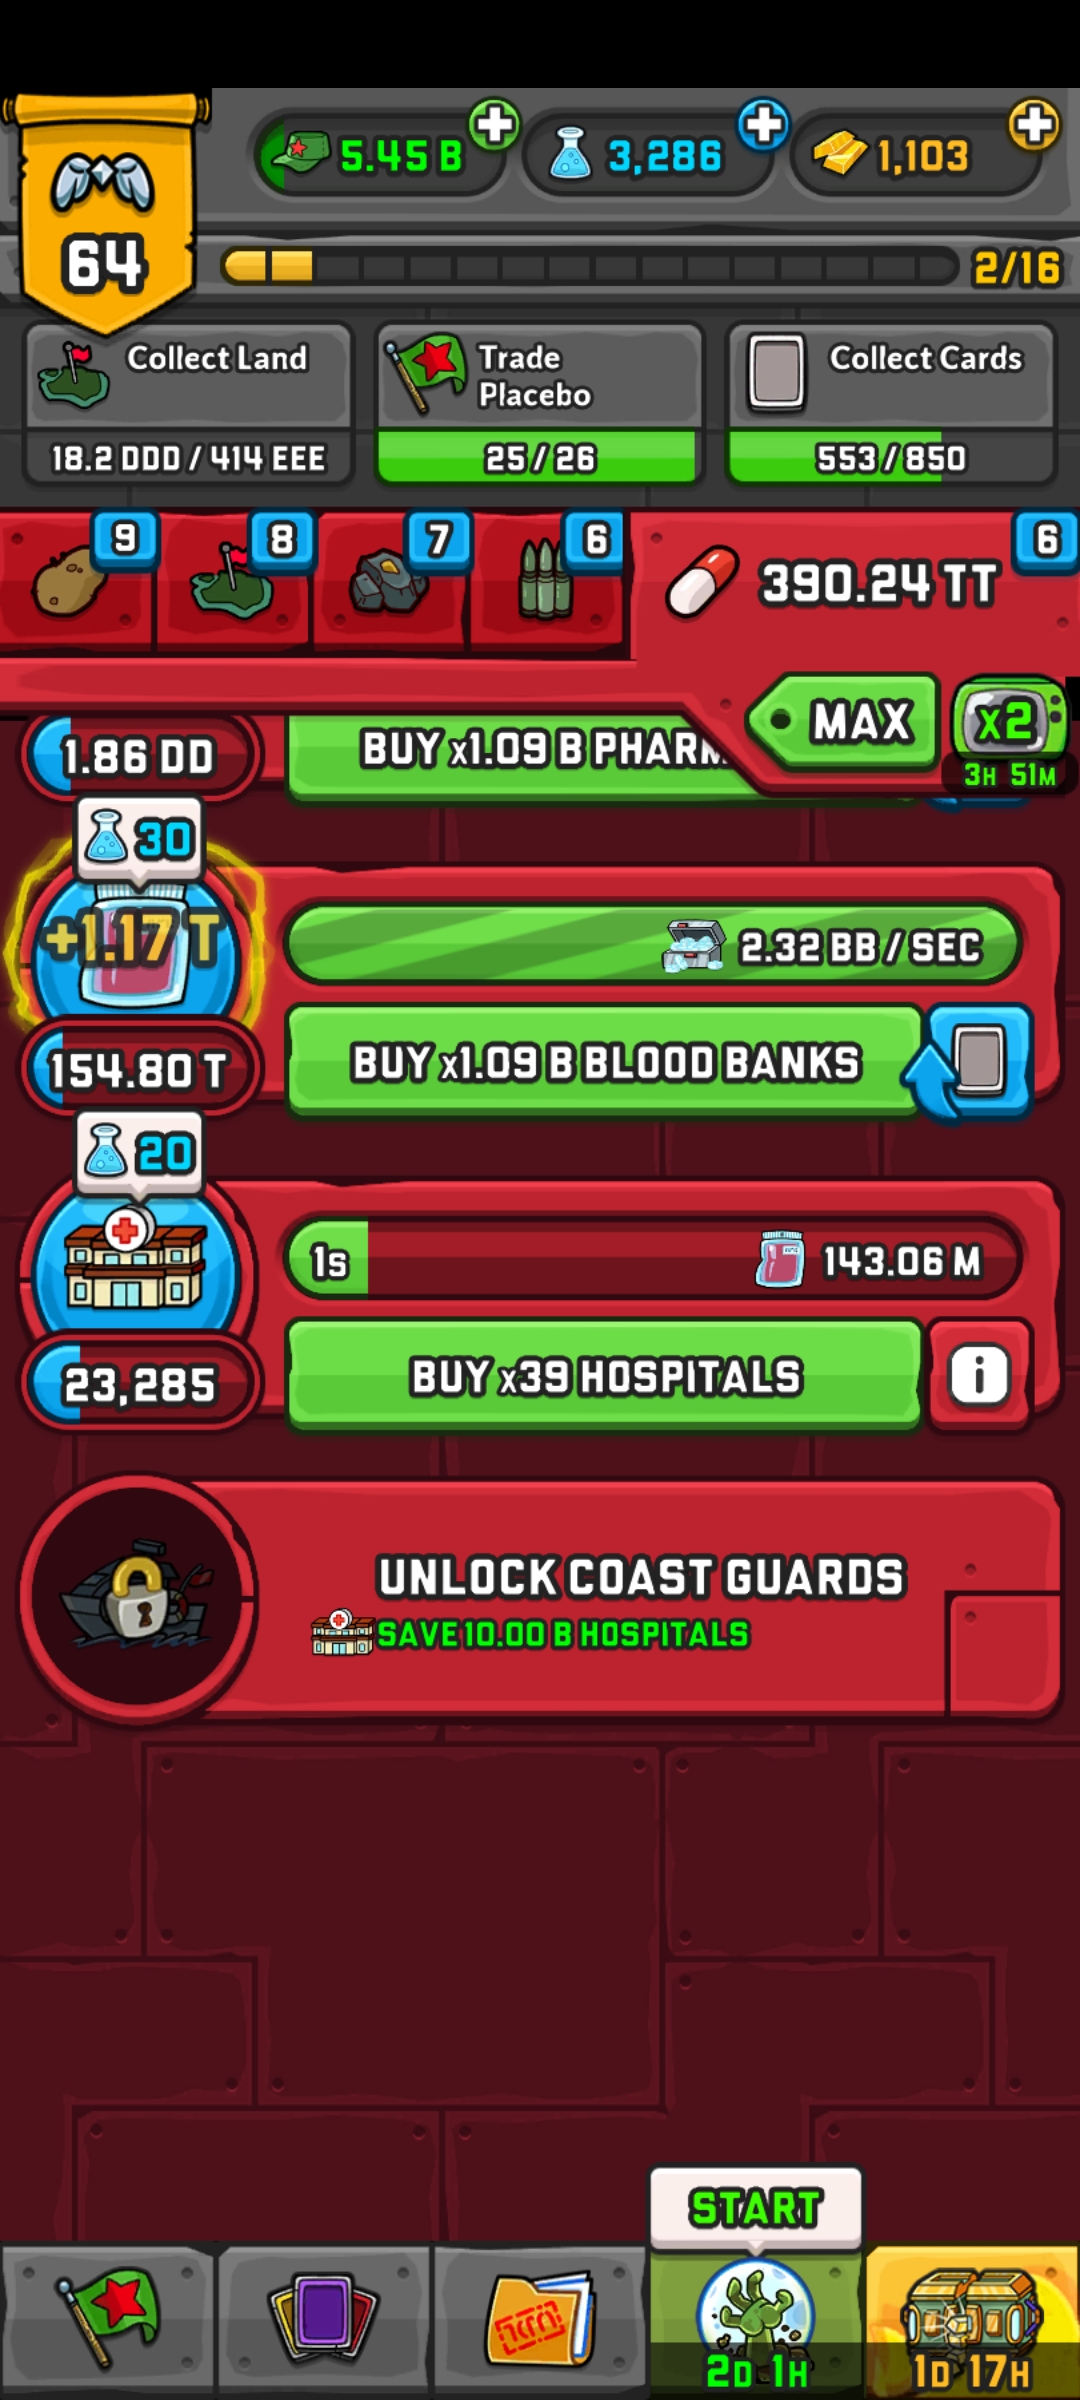 64
5.45 B
3,286
1,103
2/16
Collect Land
18.2 DDD / 414 EEE
Trade
Placebo
25 / 26
Collect Cards
553 / 850
9
8
7
6
390.24 TT
6
MAX
x2
3H 51M
1.86 DD
BUY x1.09 B
30
+1.17 T
2.32 BB / SEC
154.80 T
BUY x1.09 B BLOOD BANKS
20
1s
143.06 M
23,285
BUY x39 HOSPITALS
i
UNLOCK COAST GUARDS
SAVE 10.00 B HOSPITALS
START
2D 1H
1D 17H